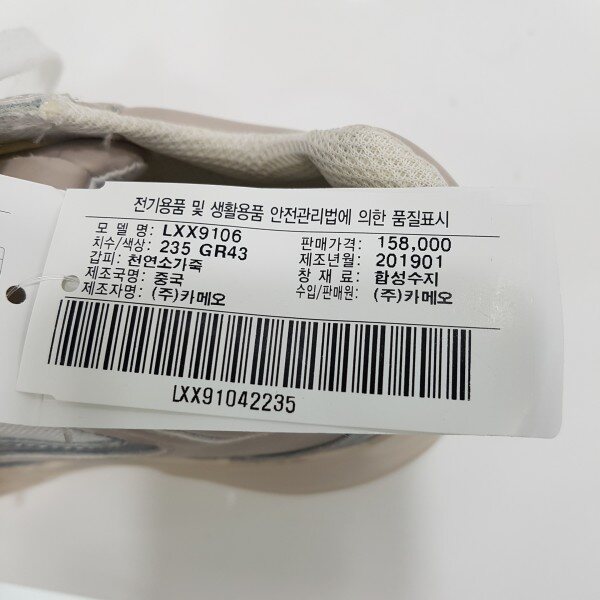 전기용품 및 생활용품 안전관리법에 의한 품질표시
모 델 명: LXX9106 판매가격: 158,000
치수/색상: 235 GR43 제조년월: 201901
갑피: 천연소가죽 창 재 료: 합성수지
제조국명: 중국 수입/판매원: (주)카메오
제조자명: (주)카메오
LXX91042235